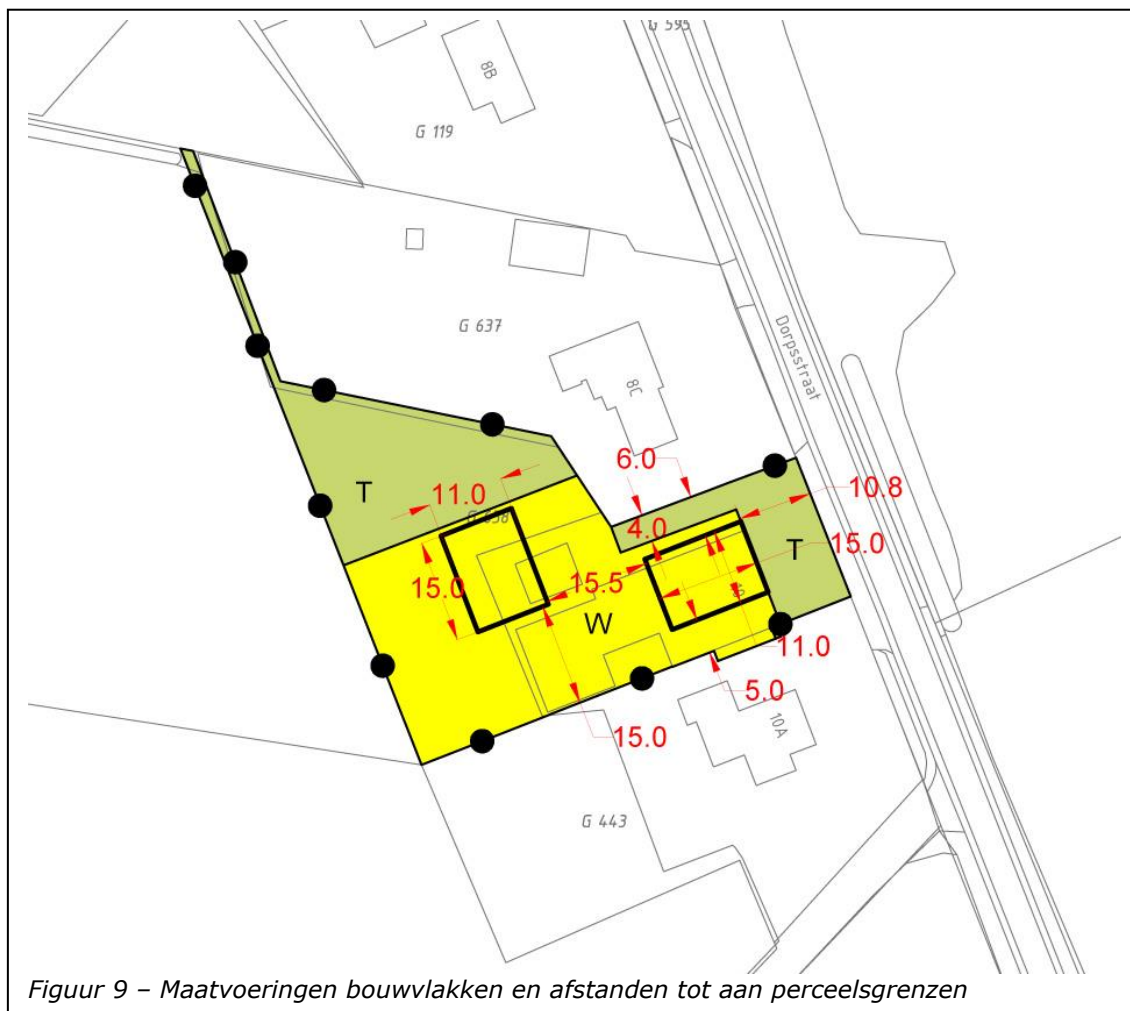 G 595
8B
G 119
G 637
Dorpsstraat
8C
6.0
10.8
T
11.0
4.0
T
15.0
15.0
15.5
W
11.0
5.0
15.0
10A
G 443
Figuur 9 – Maatvoeringen bouwvlakken en afstanden tot aan perceelsgrenzen